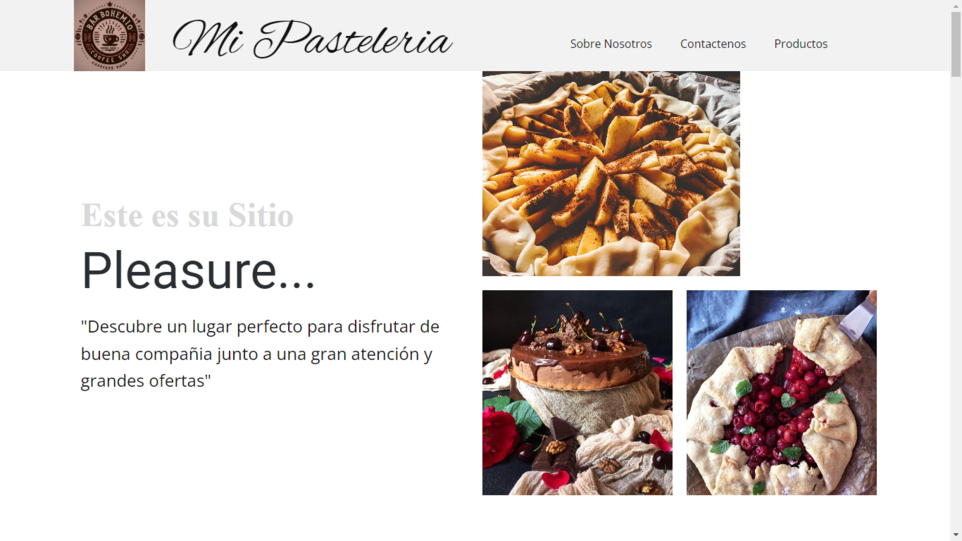 BAR BOHEMIO
COFFEE SHOP
Mi Pasteleria
Sobre Nosotros
Contactenos
Productos
Este es su Sitio
Pleasure...
"Descubre un lugar perfecto para disfrutar de
buena compañia junto a una gran atención y
grandes ofertas"